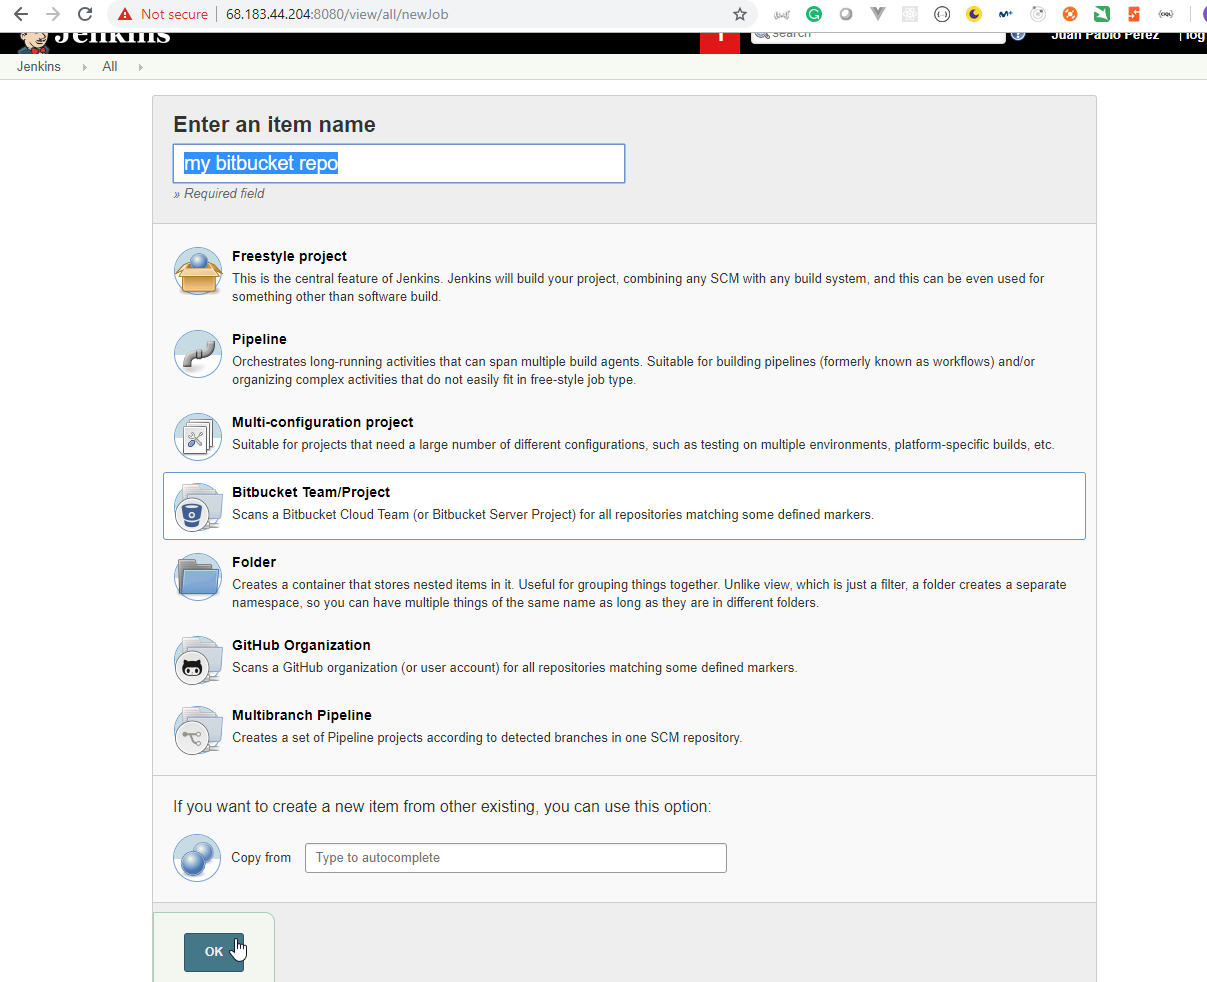 Not secure
68.183.44.204:8080/view/all/newJob
Jenkins
search
Juan Pablo Perez
| log
Jenkins
All
Enter an item name
my bitbucket repo
» Required field
Freestyle project
This is the central feature of Jenkins. Jenkins will build your project, combining any SCM with any build system, and this can be even used for
something other than software build.
Pipeline
Orchestrates long-running activities that can span multiple build agents. Suitable for building pipelines (formerly known as workflows) and/or
organizing complex activities that do not easily fit in free-style job type.
Multi-configuration project
Suitable for projects that need a large number of different configurations, such as testing on multiple environments, platform-specific builds, etc.
Bitbucket Team/Project
Scans a Bitbucket Cloud Team (or Bitbucket Server Project) for all repositories matching some defined markers.
Folder
Creates a container that stores nested items in it. Useful for grouping things together. Unlike view, which is just a filter, a folder creates a separate
namespace, so you can have multiple things of the same name as long as they are in different folders.
GitHub Organization
Scans a GitHub organization (or user account) for all repositories matching some defined markers.
Multibranch Pipeline
Creates a set of Pipeline projects according to detected branches in one SCM repository.
If you want to create a new item from other existing, you can use this option:
Copy from
Type to autocomplete
OK